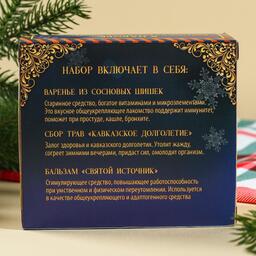 НАБОР ВКЛЮЧАЕТ В СЕБЯ:
ВАРЕНЬЕ ИЗ СОСНОВЫХ ШИШЕК
Старинное средство, богатое витаминами и микроэлементами.
Это вкусное общеукрепляющее лакомство поддержит иммунитет,
поможет при простуде, кашле, бронхите.
СБОР ТРАВ «КАВКАЗСКОЕ ДОЛГОЛЕТИЕ»
Залог здоровья и кавказского долголетия. Утолит жажду,
согреет зимними вечерами, придаст сил, омолодит организм.
БАЛЬЗАМ «СВЯТОЙ ИСТОЧНИК»
Стимулирующее средство, повышающее работоспособность
при умственном и физическом переутомлении. Используется
в качестве общеукрепляющего и адаптогенного средства